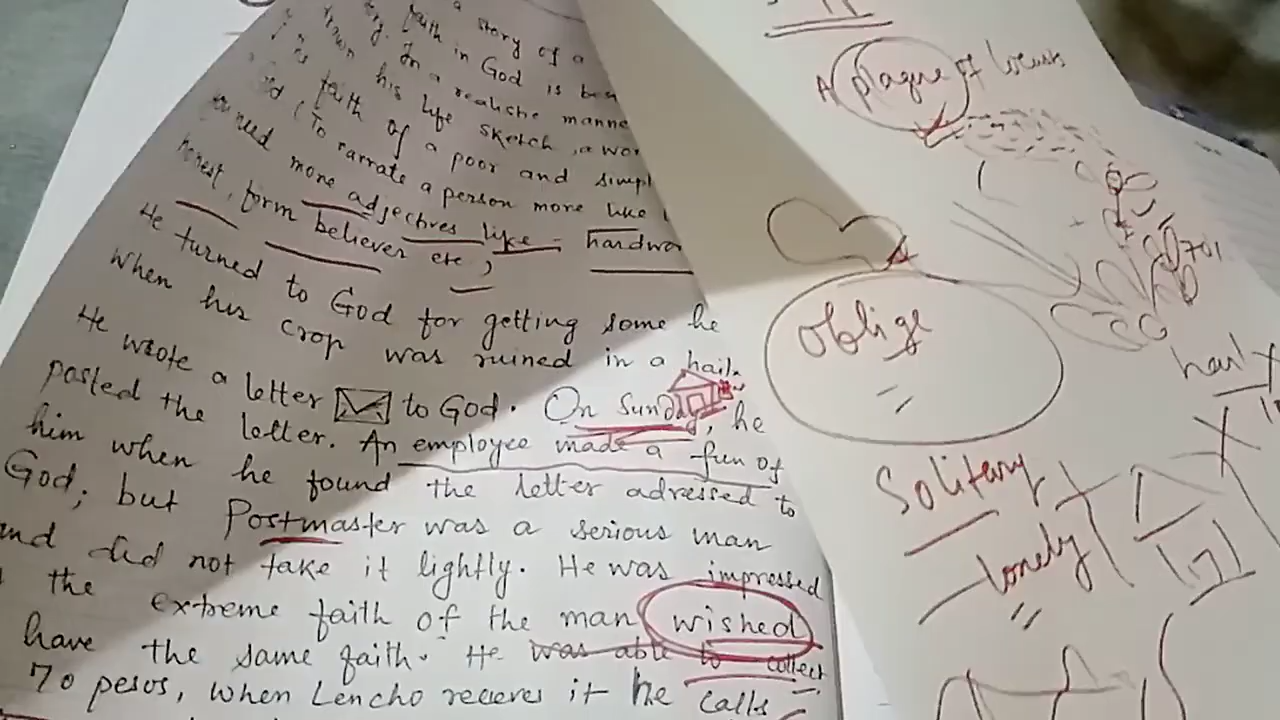 a story of a
faith in God is
In a realistic manne
his life sketch, a wor
faith of a poor and simpl
(To narrate a person more like
need more adjectives like - hardwo
honest, form believer etc)
He turned to God for getting some he
when his crop was ruined in a hail
He wrote a letter to God. On Sunday, he
posted the letter. An employee made a fun of
him when he found the letter adressed to
God; but Postmaster was a serious man
and did not take it lightly. He was impressed
the extreme faith of the man wished
have the same faith. He was able to collect
70 pesos, when Lencho receves it he calls
A plague of locusts
oblige
hail
Solitary
lonely